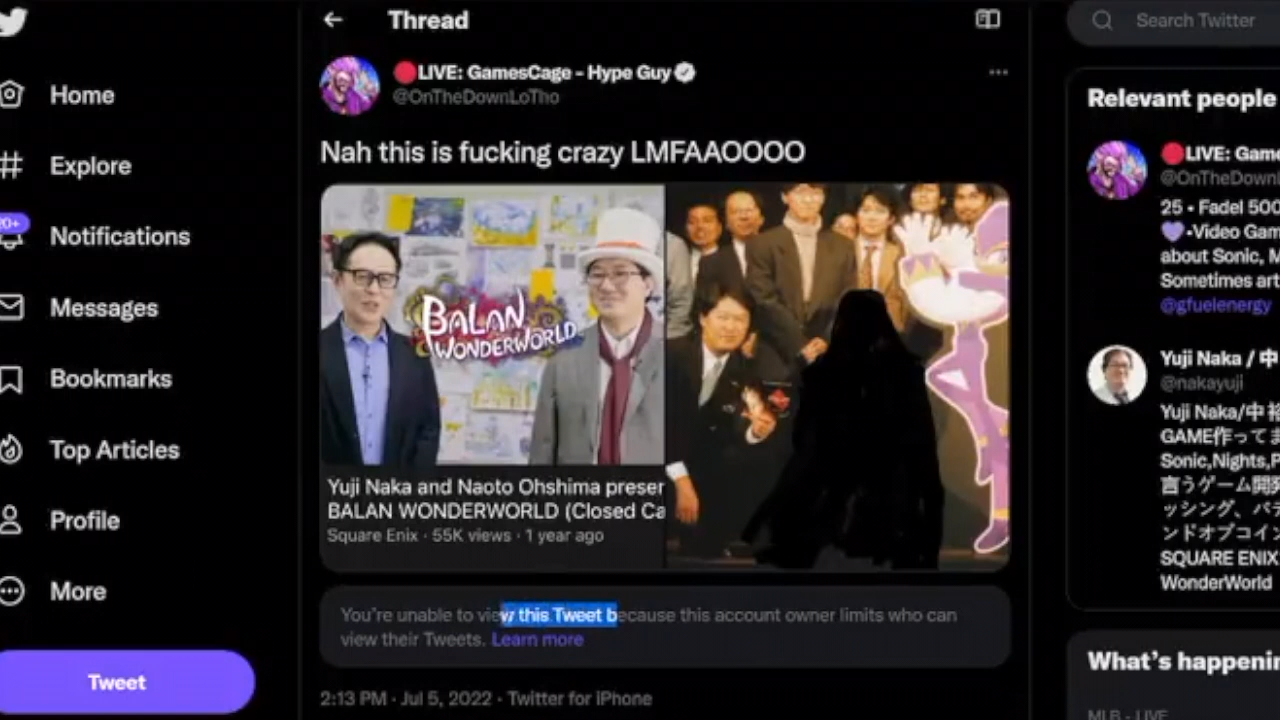 Home
Explore
20+
Notifications
Messages
Bookmarks
Top Articles
Profile
More
Tweet
Thread
LIVE: GamesCage - Hype Guy
@OnTheDownLoTho
Nah this is fucking crazy LMFAAOOOO
BALAN
WONDERWORLD
Yuji Naka and Naoto Ohshima presen
BALAN WONDERWORLD (Closed Ca
Square Enix · 55K views · 1 year ago
You're unable to view this Tweet because this account owner limits who can
view their Tweets. Learn more
2:13 PM · Jul 5, 2022 · Twitter for iPhone
Search Twitter
Relevant people
LIVE: Game
@OnTheDownl
25 • Fadel 500
•Video Gam
about Sonic, M
Sometimes art
@gfuelenergy
Yuji Naka / 中
@nakayuji
Yuji Naka/中 裕
GAME作ってま
Sonic,Nights,P
言うゲーム開発
ッシング、バラ
ンドオブコイン
SQUARE ENIX
WonderWorld
What's happenin
MLB · LIVE